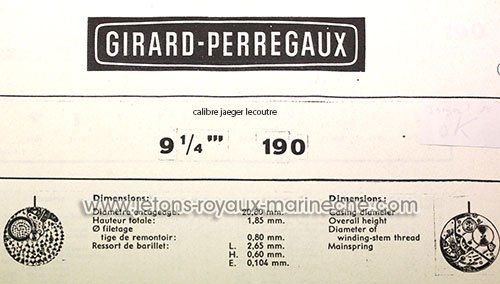 GIRARD-PERREGAUX
calibre jaeger lecoutre
9 1/4 ''' 190
Dimensions:
Diamètre encageage: 20,80 mm.
Hauteur totale: 1,85 mm.
Ø filetage
tige de remontoir: 0,80 mm.
Ressort de barillet: L. 2,65 mm.
H. 0,60 mm.
E. 0,104 mm.
Dimensions:
Casing diameter
Overall height
Diameter of
winding-stem thread
Mainspring
www.jetons-royaux-marineche.com
OK